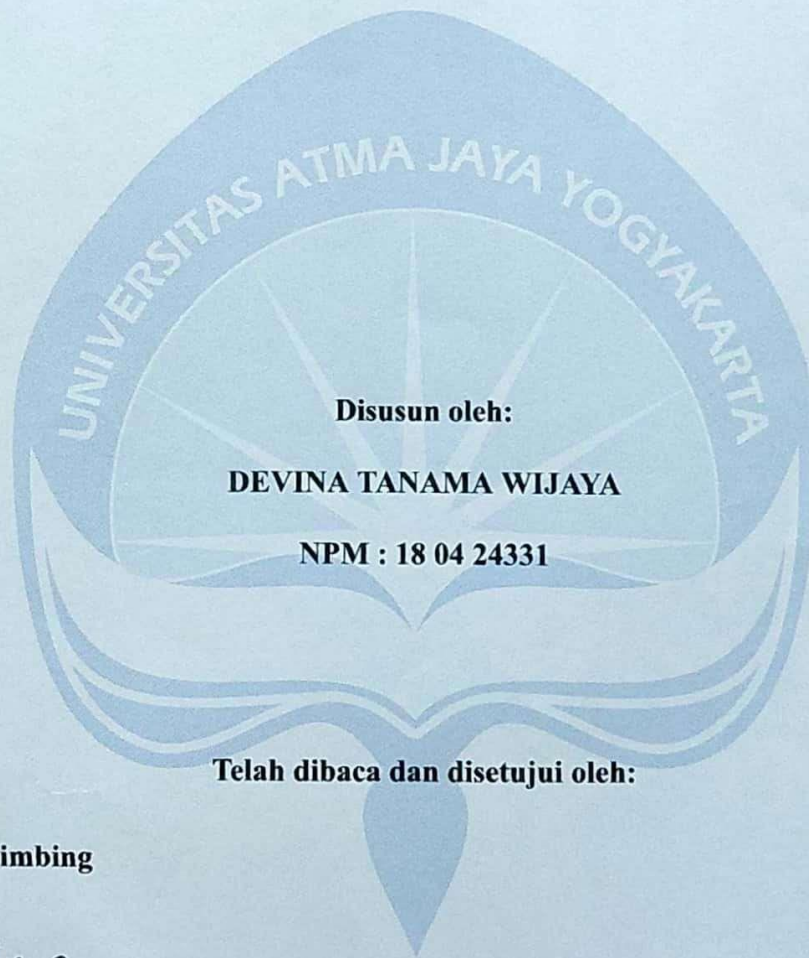 UNIVERSITAS ATMA JAYA YOGYAKARTA
Disusun oleh:
DEVINA TANAMA WIJAYA
NPM : 18 04 24331
Telah dibaca dan disetujui oleh:
imbing